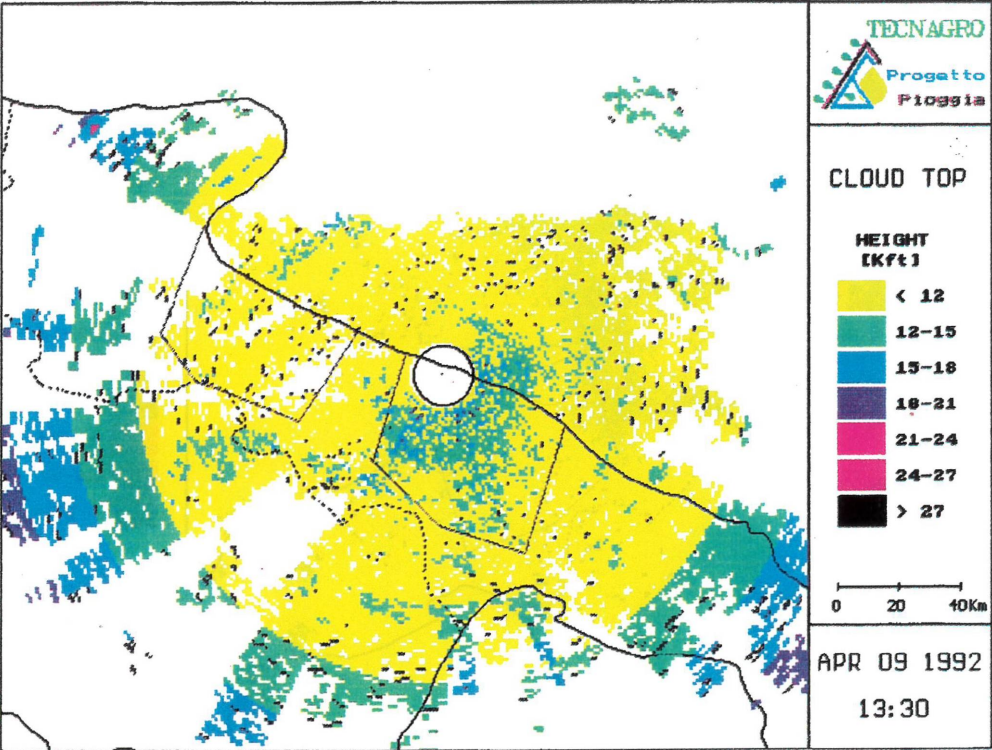 TECNAGRO
Progetto
Pioggia
CLOUD TOP
HEIGHT
[Kft]
< 12
12-15
15-18
18-21
21-24
24-27
> 27
0 20 40Km
APR 09 1992
13:30